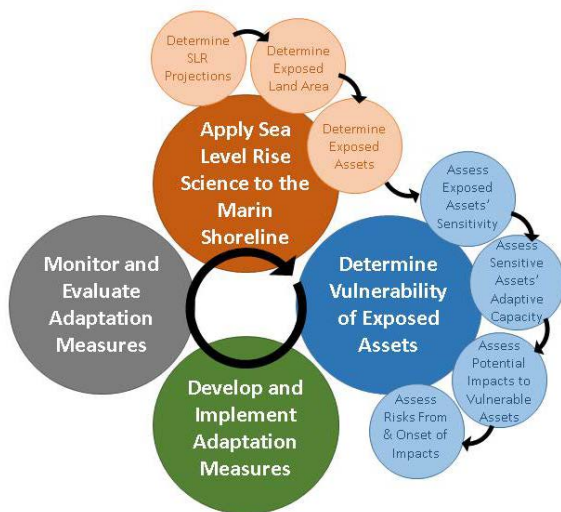 Determine
SLR
Projections
Determine
Exposed
Land Area
Determine
Exposed
Assets
Apply Sea
Level Rise
Science to the
Marin
Shoreline
Assess
Exposed
Assets'
Sensitivity
Assess
Sensitive
Assets'
Adaptive
Capacity
Assess
Potential
Impacts to
Vulnerable
Assets
Assess
Risks From
& Onset of
Impacts
Determine
Vulnerability
of Exposed
Assets
Develop and
Implement
Adaptation
Measures
Monitor and
Evaluate
Adaptation
Measures